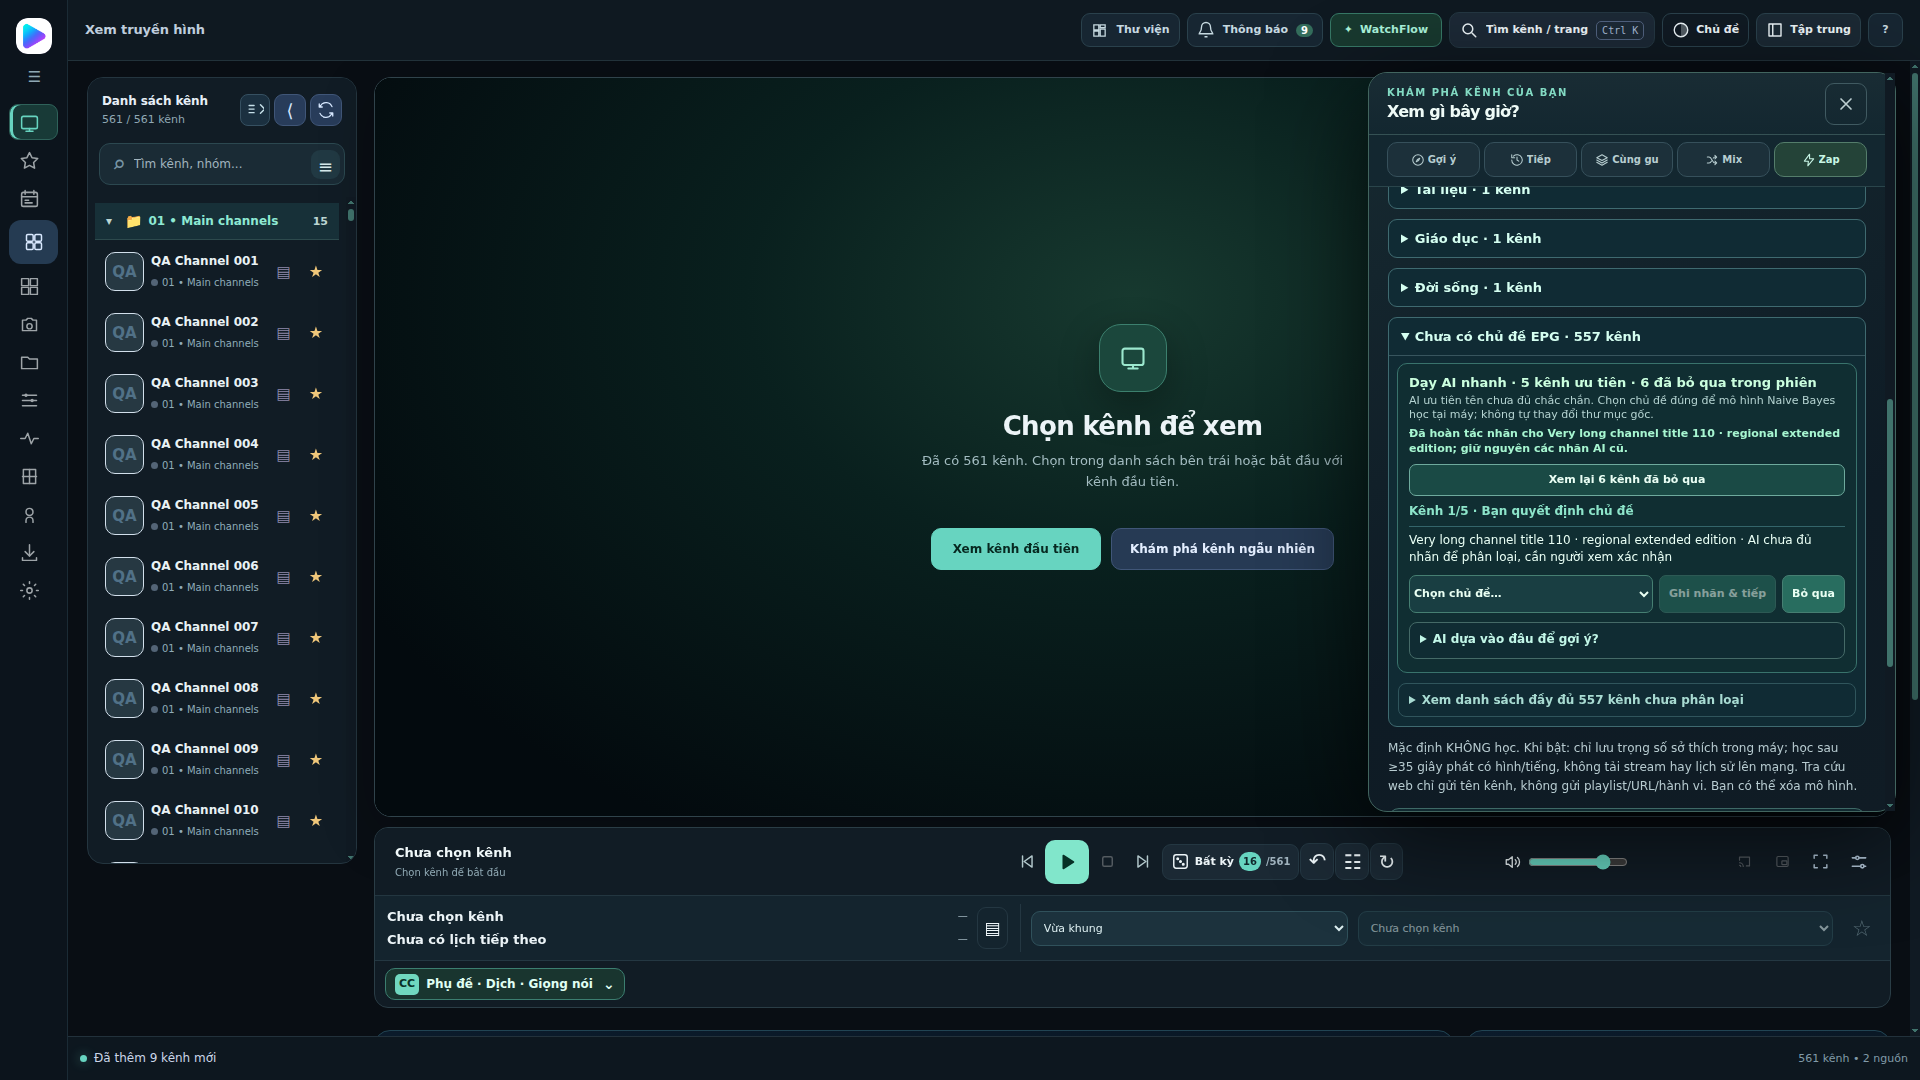 Xem truyền hình
Thư viện
Thông báo 9
WatchFlow
Tìm kênh / trang Ctrl K
Chủ đề
Tập trung
?
Danh sách kênh
561 / 561 kênh
Tìm kênh, nhóm...
01 • Main channels 15
QA QA Channel 001
01 • Main channels
QA QA Channel 002
01 • Main channels
QA QA Channel 003
01 • Main channels
QA QA Channel 004
01 • Main channels
QA QA Channel 005
01 • Main channels
QA QA Channel 006
01 • Main channels
QA QA Channel 007
01 • Main channels
QA QA Channel 008
01 • Main channels
QA QA Channel 009
01 • Main channels
QA QA Channel 010
01 • Main channels
Chọn kênh để xem
Đã có 561 kênh. Chọn trong danh sách bên trái hoặc bắt đầu với
kênh đầu tiên.
Xem kênh đầu tiên
Khám phá kênh ngẫu nhiên
KHÁM PHÁ KÊNH CỦA BẠN
Xem gì bây giờ?
Gợi ý
Tiếp
Cùng gu
Mix
Zap
Tài liệu · 1 kênh
Giáo dục · 1 kênh
Đời sống · 1 kênh
Chưa có chủ đề EPG · 557 kênh
Dạy AI nhanh · 5 kênh ưu tiên · 6 đã bỏ qua trong phiên
AI ưu tiên tên chưa đủ chắc chắn. Chọn chủ đề đúng để mô hình Naive Bayes
học tại máy; không tự thay đổi thư mục gốc.
Đã hoàn tác nhãn cho Very long channel title 110 · regional extended
edition; giữ nguyên các nhãn AI cũ.
Xem lại 6 kênh đã bỏ qua
Kênh 1/5 · Bạn quyết định chủ đề
Very long channel title 110 · regional extended edition · AI chưa đủ
nhãn để phân loại, cần người xem xác nhận
Chọn chủ đề...
Ghi nhãn & tiếp
Bỏ qua
AI dựa vào đâu để gợi ý?
Xem danh sách đầy đủ 557 kênh chưa phân loại
Mặc định KHÔNG học. Khi bật: chỉ lưu trọng số sở thích trong máy; học sau
≥35 giây phát có hình/tiếng, không tải stream hay lịch sử lên mạng. Tra cứu
web chỉ gửi tên kênh, không gửi playlist/URL/hành vi. Bạn có thể xóa mô hình.
Chưa chọn kênh
Chọn kênh để bắt đầu
Bất kỳ 16 /561
Chưa chọn kênh —
Chưa có lịch tiếp theo —
Vừa khung
Chưa chọn kênh
CC Phụ đề · Dịch · Giọng nói
Đã thêm 9 kênh mới
561 kênh • 2 nguồn